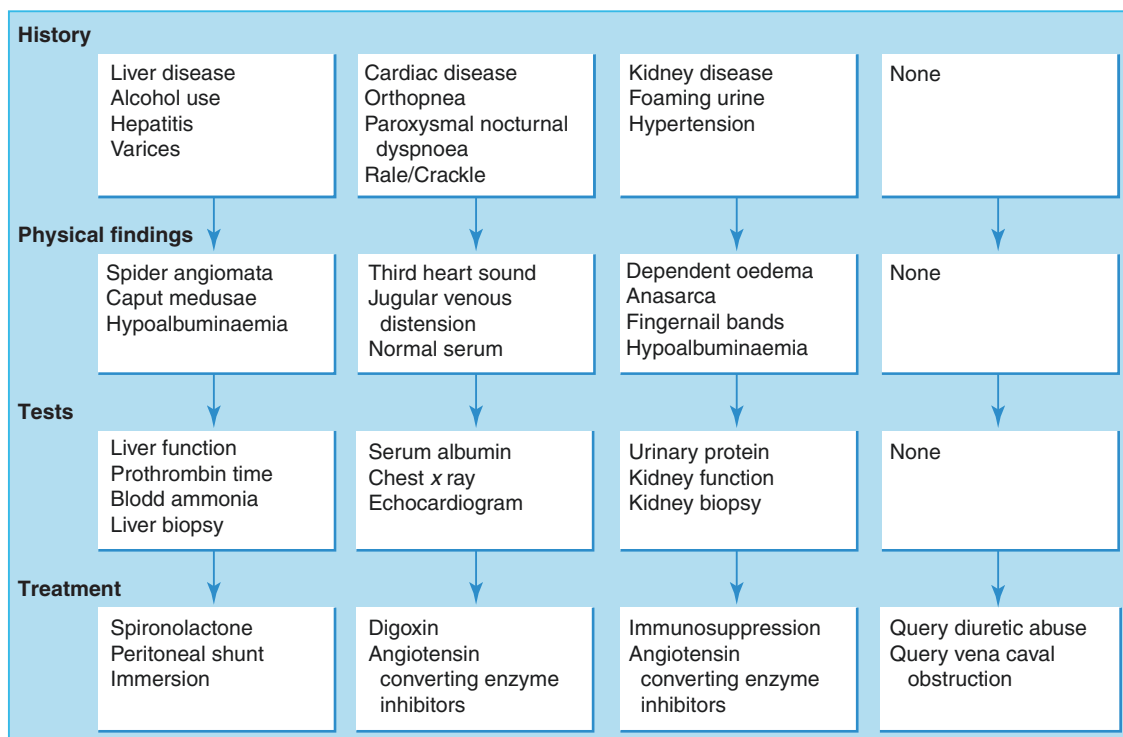 History
Liver disease
Alcohol use
Hepatitis
Varices
Cardiac disease
Orthopnea
Paroxysmal nocturnal
dyspnoea
Rale/Crackle
Kidney disease
Foaming urine
Hypertension
None
Physical findings
Spider angiomata
Caput medusae
Hypoalbuminaemia
Third heart sound
Jugular venous
distension
Normal serum
Dependent oedema
Anasarca
Fingernail bands
Hypoalbuminaemia
None
Tests
Liver function
Prothrombin time
Blodd ammonia
Liver biopsy
Serum albumin
Chest x ray
Echocardiogram
Urinary protein
Kidney function
Kidney biopsy
None
Treatment
Spironolactone
Peritoneal shunt
Immersion
Digoxin
Angiotensin
converting enzyme
inhibitors
Immunosuppression
Angiotensin
converting enzyme
inhibitors
Query diuretic abuse
Query vena caval
obstruction